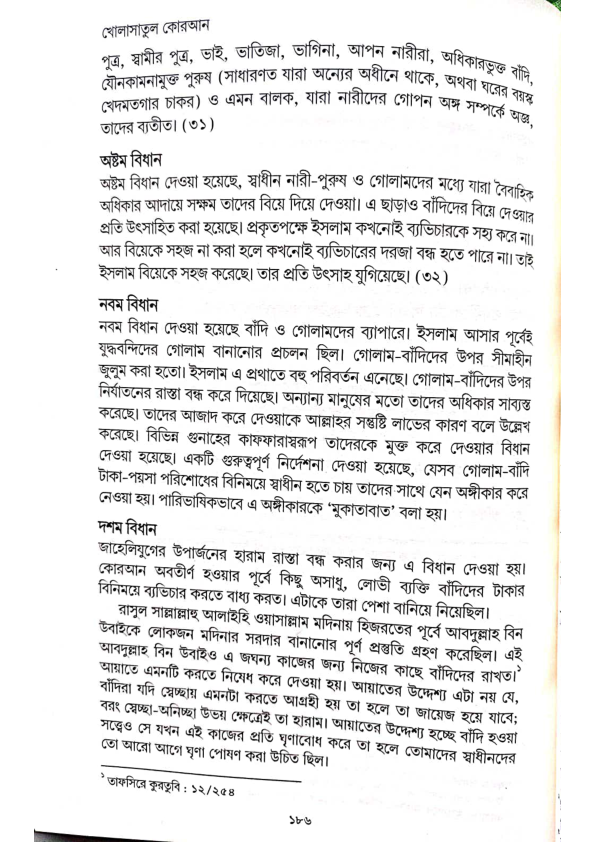 খোলাসাতুল কোরআন
পুত্র, স্বামীর পুত্র, ভাই, ভাতিজা, ভাগিনা, আপন নারীরা, অধিকারভুক্ত বাঁদি,
যৌনকামনামুক্ত পুরুষ (সাধারণত যারা অন্যের অধীনে থাকে, অথবা ঘরের বয়স্ক
খেদমতগার চাকর) ও এমন বালক, যারা নারীদের গোপন অঙ্গ সম্পর্কে অজ্ঞ,
তাদের ব্যতীত। (৩১)
অষ্টম বিধান
অষ্টম বিধান দেওয়া হয়েছে, স্বাধীন নারী-পুরুষ ও গোলামদের মধ্যে যারা বৈবাহিক
অধিকার আদায়ে সক্ষম তাদের বিয়ে দিয়ে দেওয়া। এ ছাড়াও বাঁদিদের বিয়ে দেওয়ার
প্রতি উৎসাহিত করা হয়েছে। প্রকৃতপক্ষে ইসলাম কখনোই ব্যভিচারকে সহ্য করে না।
আর বিয়েকে সহজ না করা হলে কখনোই ব্যভিচারের দরজা বন্ধ হতে পারে না। তাই
ইসলাম বিয়েকে সহজ করেছে। তার প্রতি উৎসাহ যুগিয়েছে। (৩২)
নবম বিধান
নবম বিধান দেওয়া হয়েছে বাঁদি ও গোলামদের ব্যাপারে। ইসলাম আসার পূর্বেই
যুদ্ধবন্দিদের গোলাম বানানোর প্রচলন ছিল। গোলাম-বাঁদিদের উপর সীমাহীন
জুলুম করা হতো। ইসলাম এ প্রথাতে বহু পরিবর্তন এনেছে। গোলাম-বাঁদিদের উপর
নির্যাতনের রাস্তা বন্ধ করে দিয়েছে। অন্যান্য মানুষের মতো তাদের অধিকার সাব্যস্ত
করেছে। তাদের আজাদ করে দেওয়াকে আল্লাহর সন্তুষ্টি লাভের কারণ বলে উল্লেখ
করেছে। বিভিন্ন গুনাহের কাফফারাস্বরূপ তাদেরকে মুক্ত করে দেওয়ার বিধান
দেওয়া হয়েছে। একটি গুরুত্বপূর্ণ নির্দেশনা দেওয়া হয়েছে, যেসব গোলাম-বাঁদি
টাকা-পয়সা পরিশোধের বিনিময়ে স্বাধীন হতে চায় তাদের সাথে যেন অঙ্গীকার করে
নেওয়া হয়। পারিভাষিকভাবে এ অঙ্গীকারকে ‘মুকাতাবাত’ বলা হয়।
দশম বিধান
জাহেলিযুগের উপার্জনের হারাম রাস্তা বন্ধ করার জন্য এ বিধান দেওয়া হয়।
কোরআন অবতীর্ণ হওয়ার পূর্বে কিছু অসাধু, লোভী ব্যক্তি বাঁদিদের টাকার
বিনিময়ে ব্যভিচার করতে বাধ্য করত। এটাকে তারা পেশা বানিয়ে নিয়েছিল।
রাসুল সাল্লাল্লাহু আলাইহি ওয়াসাল্লাম মদিনায় হিজরতের পূর্বে আবদুল্লাহ বিন
উবাইকে লোকজন মদিনার সরদার বানানোর পূর্ণ প্রস্তুতি গ্রহণ করেছিল। এই
আবদুল্লাহ বিন উবাইও এ জঘন্য কাজের জন্য নিজের কাছে বাঁদিদের রাখত।১
আয়াতে এমনটি করতে নিষেধ করে দেওয়া হয়। আয়াতের উদ্দেশ্য এটা নয় যে,
বাঁদিরা যদি স্বেচ্ছায় এমনটা করতে আগ্রহী হয় তা হলে তা জায়েজ হয়ে যাবে;
বরং স্বেচ্ছা-অনিচ্ছা উভয় ক্ষেত্রেই তা হারাম। আয়াতের উদ্দেশ্য হচ্ছে বাঁদি হওয়া
সত্ত্বেও সে যখন এই কাজের প্রতি ঘৃণাবোধ করে তা হলে তোমাদের স্বাধীনদের
তো আরো আগে ঘৃণা পোষণ করা উচিত ছিল।
১ তাফসিরে কুরতুবি : ১২/২৫৪
১৮৬